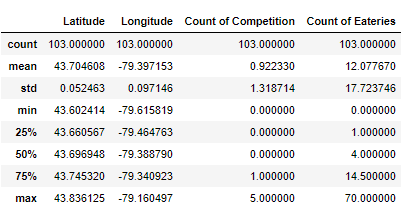 Latitude Longitude Count of Competition Count of Eateries
count 103.000000 103.000000 103.000000 103.000000
mean 43.704608 -79.397153 0.922330 12.077670
std 0.052463 0.097146 1.318714 17.723746
min 43.602414 -79.615819 0.000000 0.000000
25% 43.660567 -79.464763 0.000000 1.000000
50% 43.696948 -79.388790 0.000000 4.000000
75% 43.745320 -79.340923 1.000000 14.500000
max 43.836125 -79.160497 5.000000 70.000000